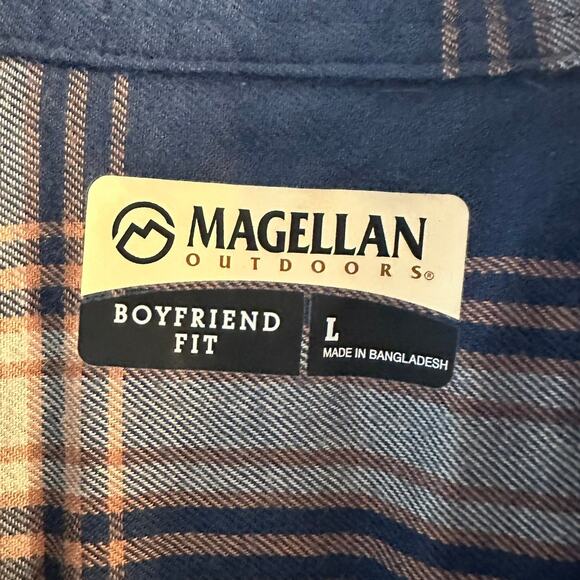 MAGELLAN
OUTDOORS®
BOYFRIEND
FIT
L
MADE IN BANGLADESH